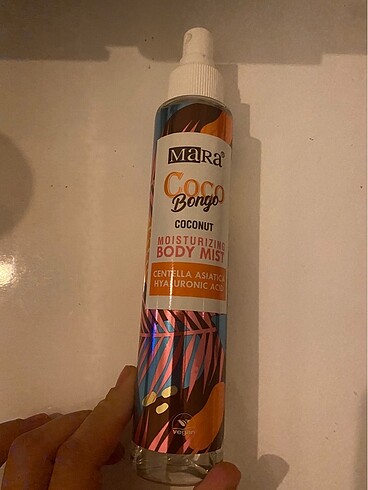 MaRa®
Coco
Bongo
COCONUT
MOISTURIZING
BODY MIST
CENTELLA ASIATICA
HYALURONIC ACID
vegan